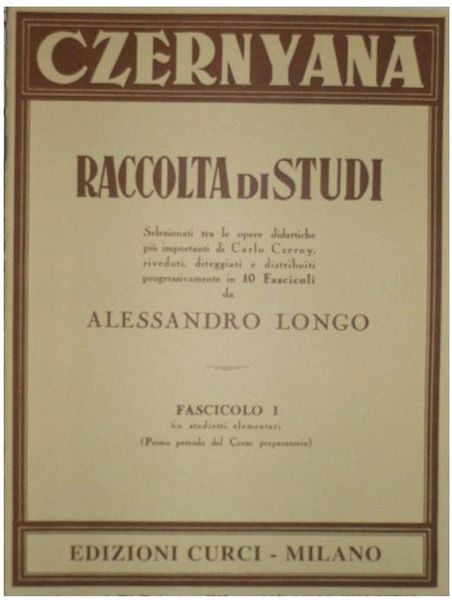 CZERNYANA
RACCOLTA DI STUDI
Selezionati tra le opere didattiche
più importanti di Carlo Czerny,
riveduti, diteggiati e distribuiti
progressivamente in 10 Fascicoli
da
ALESSANDRO LONGO
FASCICOLO I
60 studietti elementari
(Primo periodo del Corso preparatorio)
EDIZIONI CURCI - MILANO